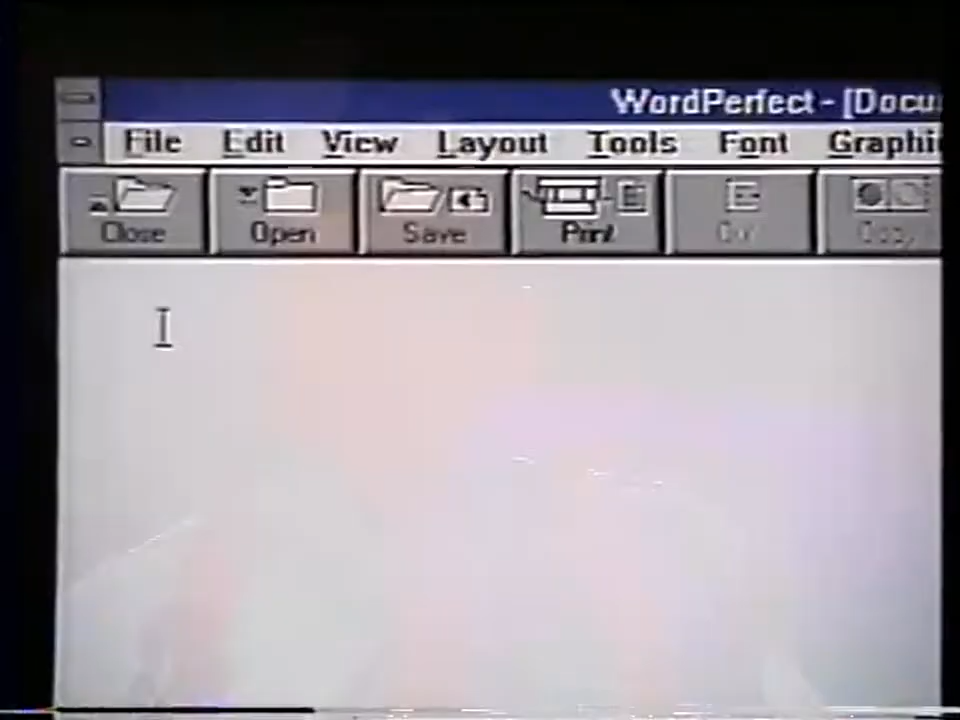 WordPerfect - [Docu
File Edit View Layout Tools Font Graphi
Close Open Save Print